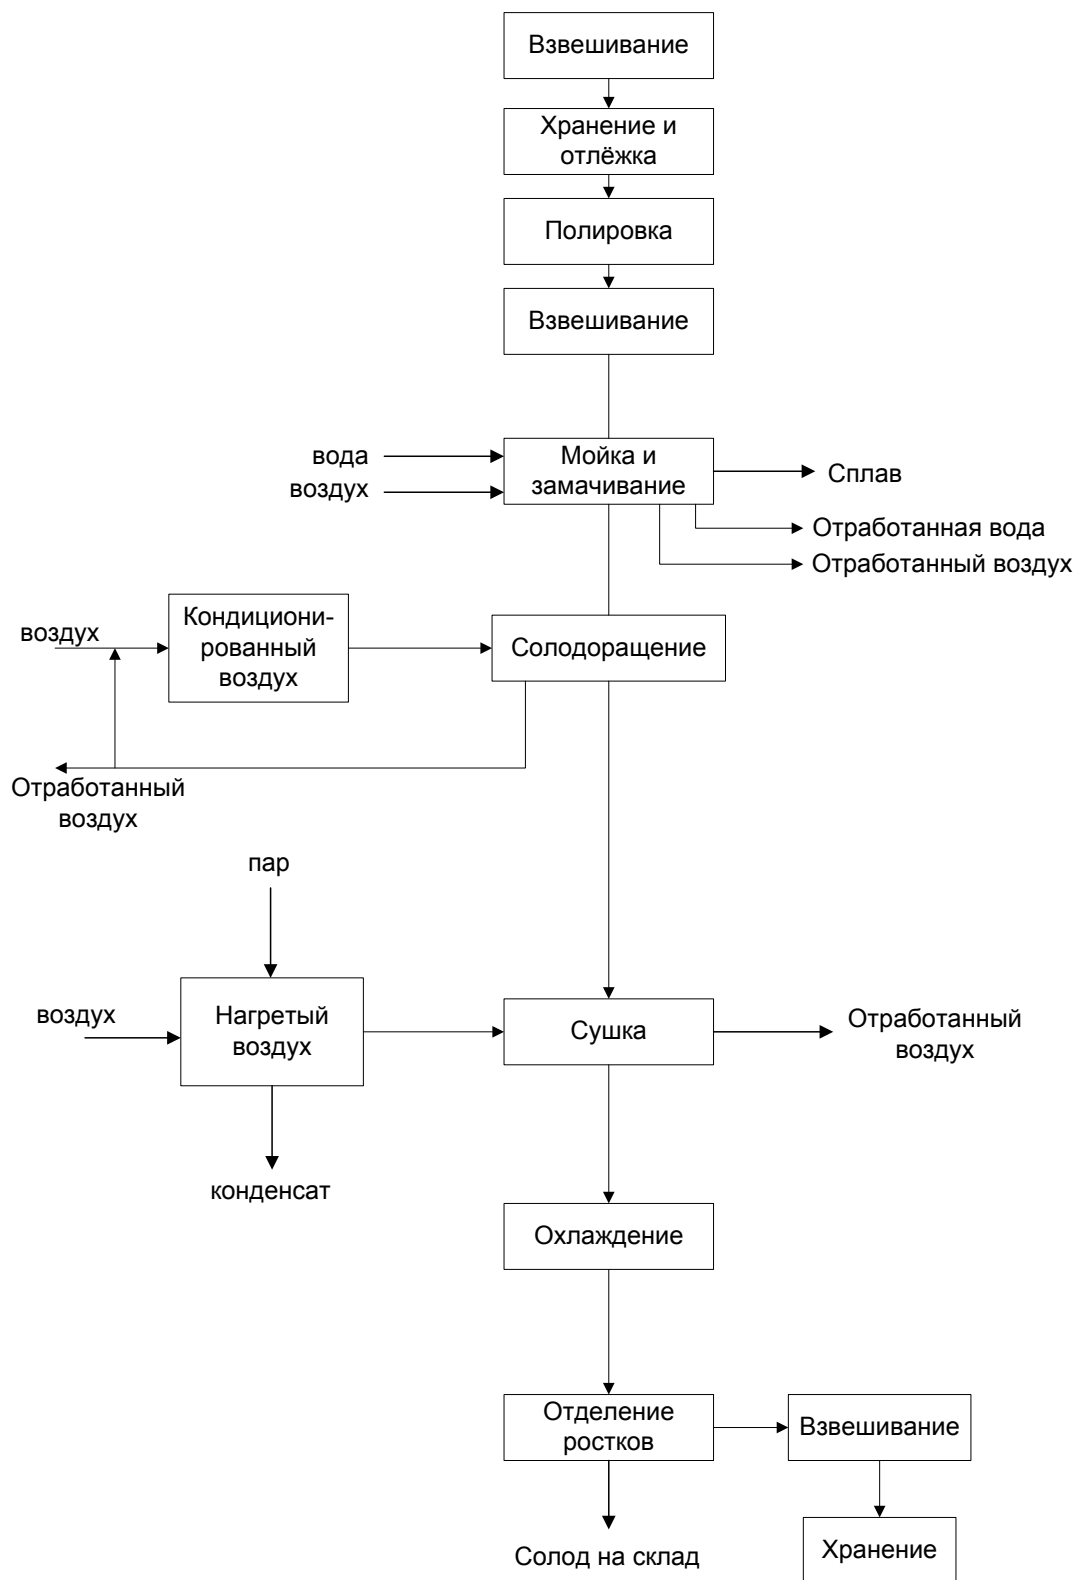 Взвешивание
Хранение и
отлёжка
Полировка
Взвешивание
вода
воздух
Мойка и
замачивание
Сплав
Отработанная вода
Отработанный воздух
воздух
Кондициони-
рованный
воздух
Солодоращение
Отработанный
воздух
пар
воздух
Нагретый
воздух
Сушка
Отработанный
воздух
конденсат
Охлаждение
Отделение
ростков
Взвешивание
Солод на склад
Хранение